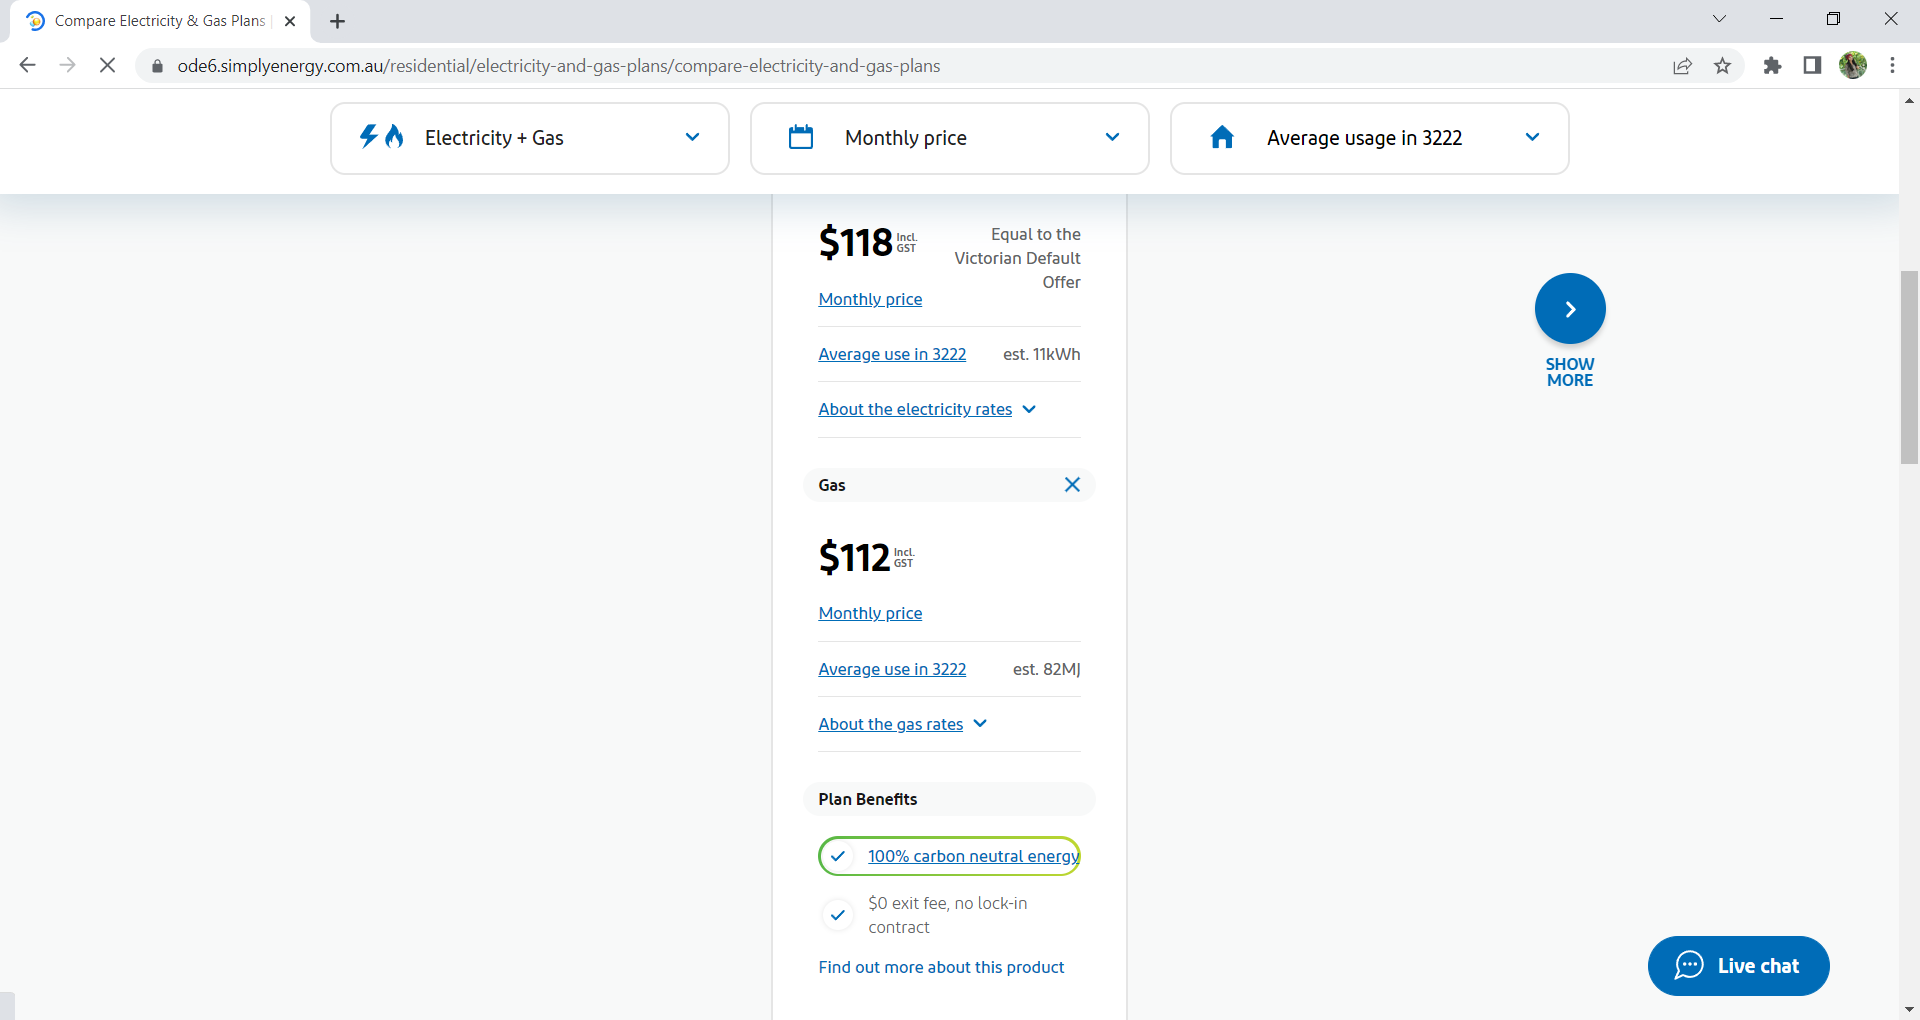 Compare Electricity & Gas Plans |
ode6.simplyenergy.com.au/residential/electricity-and-gas-plans/compare-electricity-and-gas-plans
Electricity + Gas
Monthly price
Average usage in 3222
$118 Incl. GST
Equal to the
Victorian Default
Offer
Monthly price
Average use in 3222 est. 11kWh
About the electricity rates
Gas
$112 Incl. GST
Monthly price
Average use in 3222 est. 82MJ
About the gas rates
Plan Benefits
100% carbon neutral energy
$0 exit fee, no lock-in
contract
Find out more about this product
SHOW
MORE
Live chat